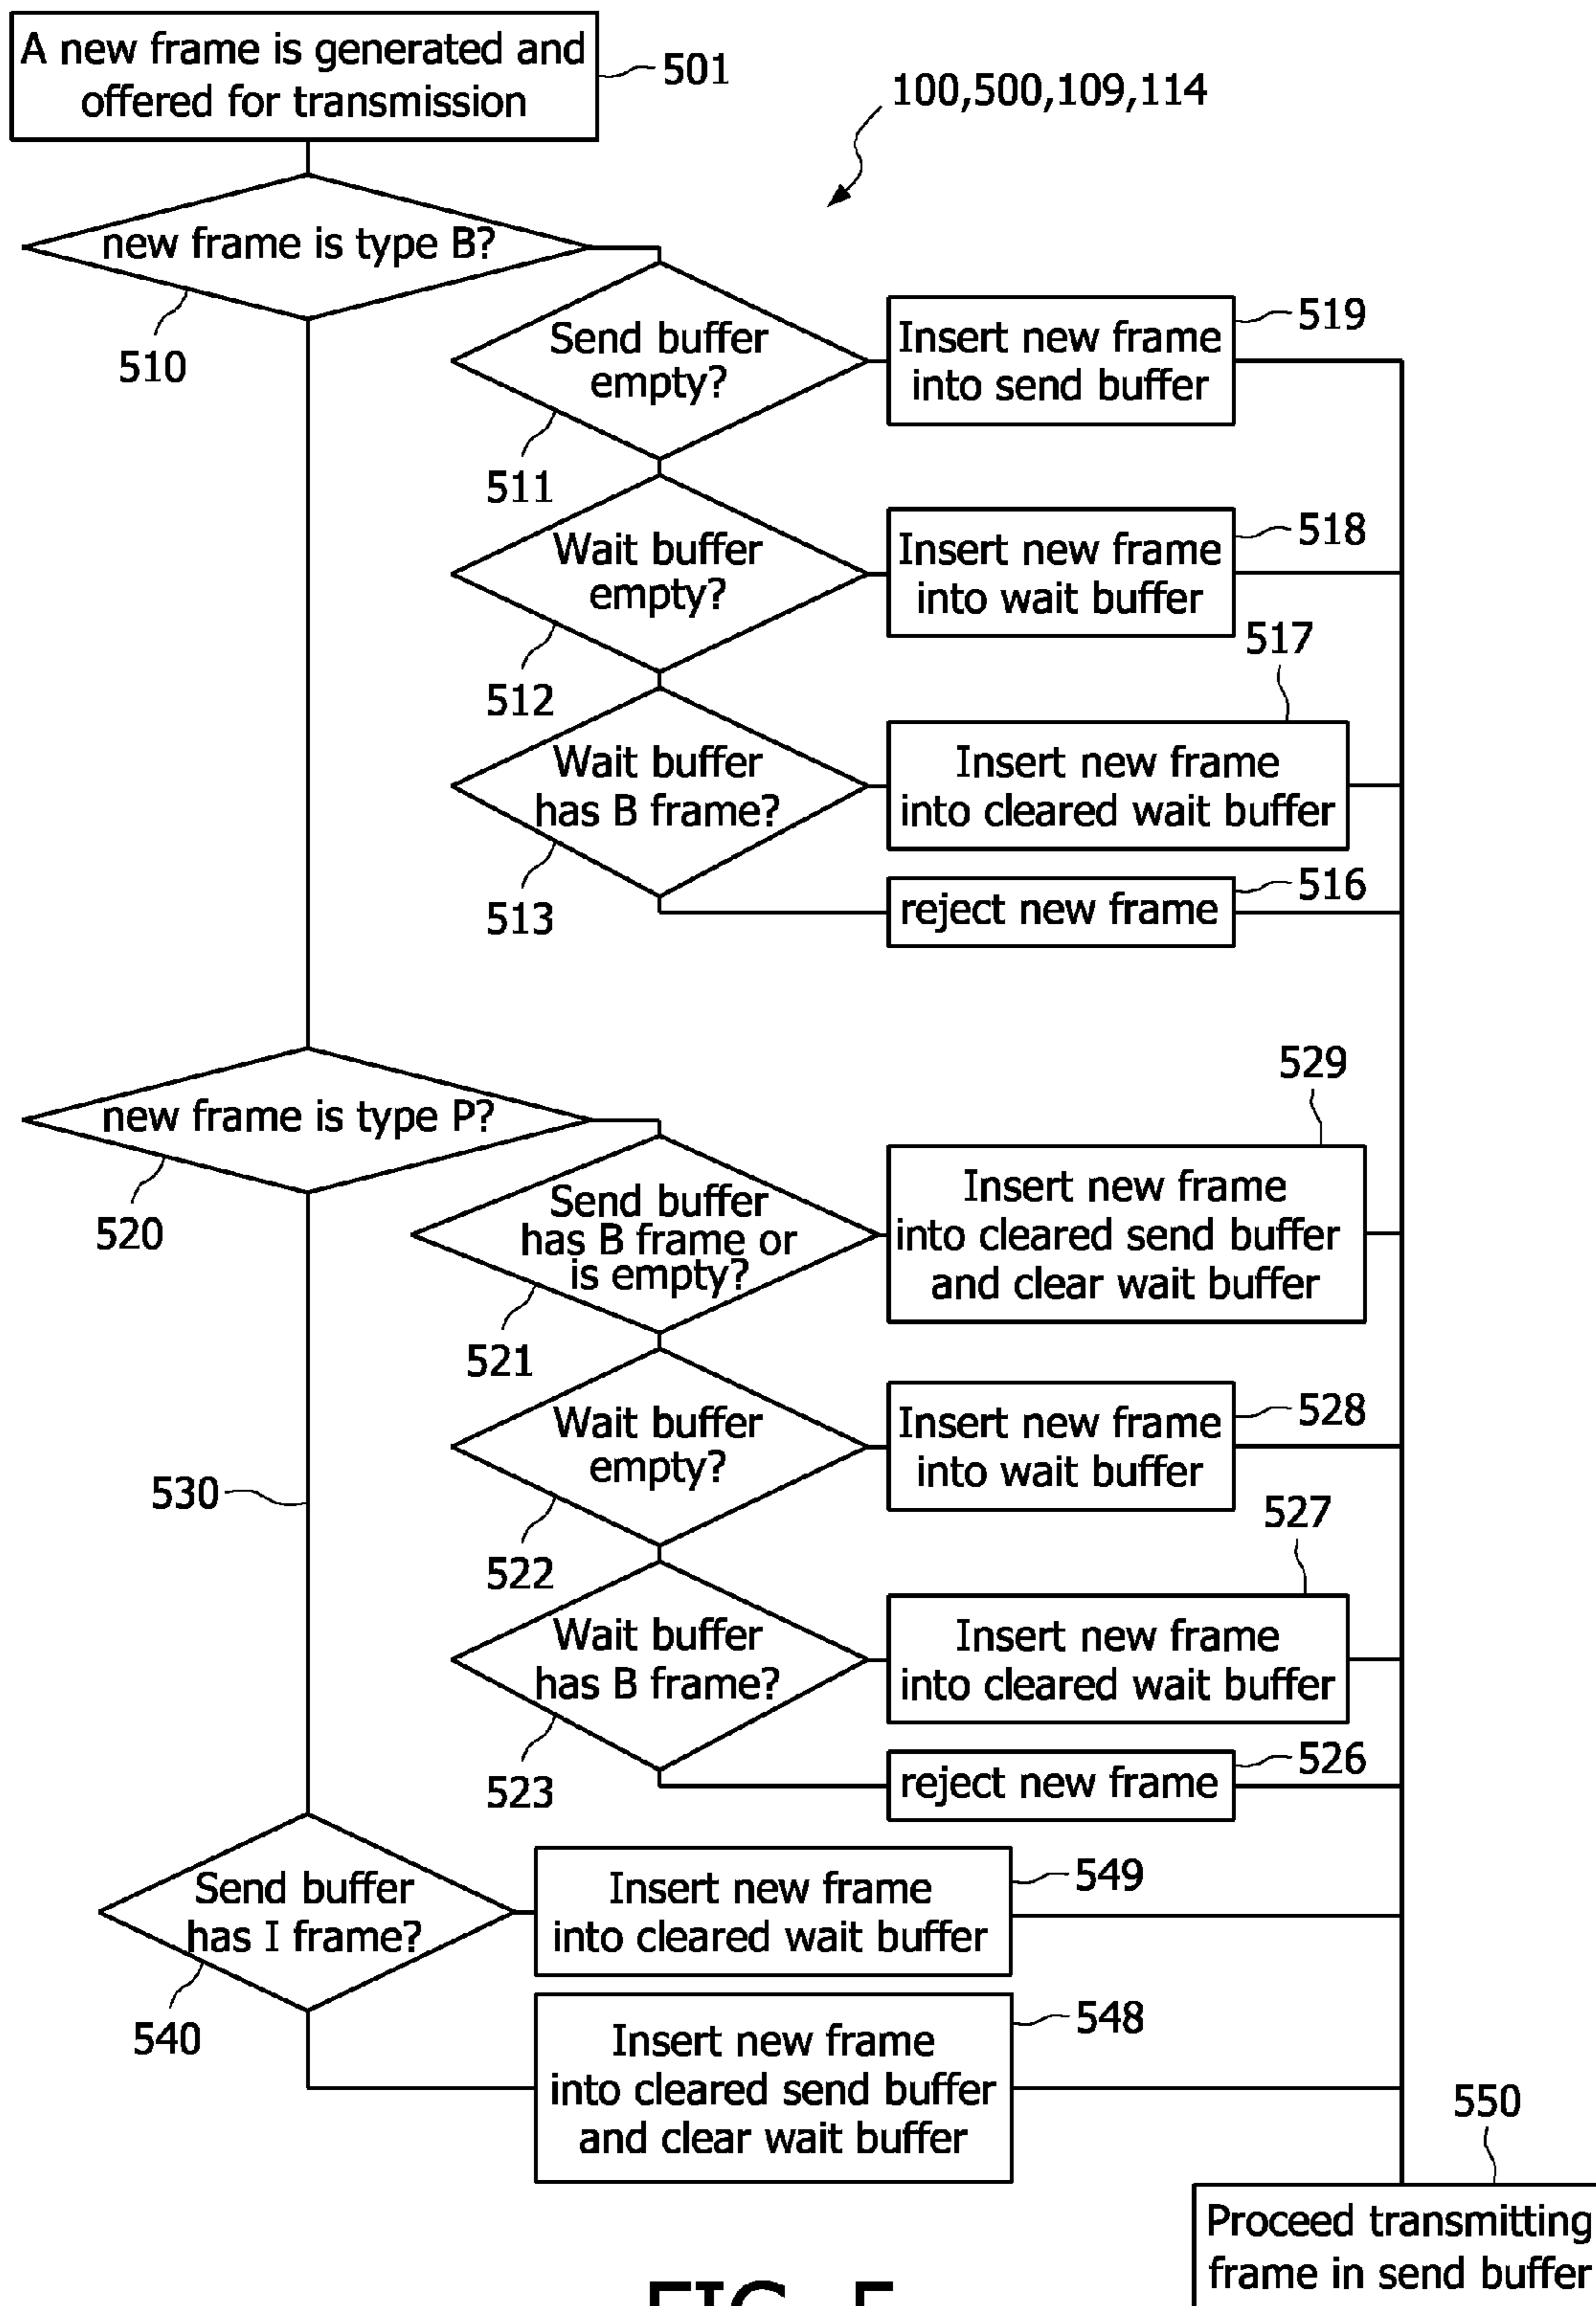 A new frame is generated and
offered for transmission
501
100,500,109,114
new frame is type B?
510
Send buffer
empty?
511
Insert new frame
into send buffer
519
Wait buffer
empty?
512
Insert new frame
into wait buffer
518
517
Wait buffer
has B frame?
513
Insert new frame
into cleared wait buffer
reject new frame
516
new frame is type P?
520
529
Send buffer
has B frame or
is empty?
521
Insert new frame
into cleared send buffer
and clear wait buffer
Wait buffer
empty?
522
Insert new frame
into wait buffer
528
530
527
Wait buffer
has B frame?
523
Insert new frame
into cleared wait buffer
reject new frame
526
Send buffer
has I frame?
540
Insert new frame
into cleared wait buffer
549
Insert new frame
into cleared send buffer
and clear wait buffer
548
550
Proceed transmitting
frame in send buffer